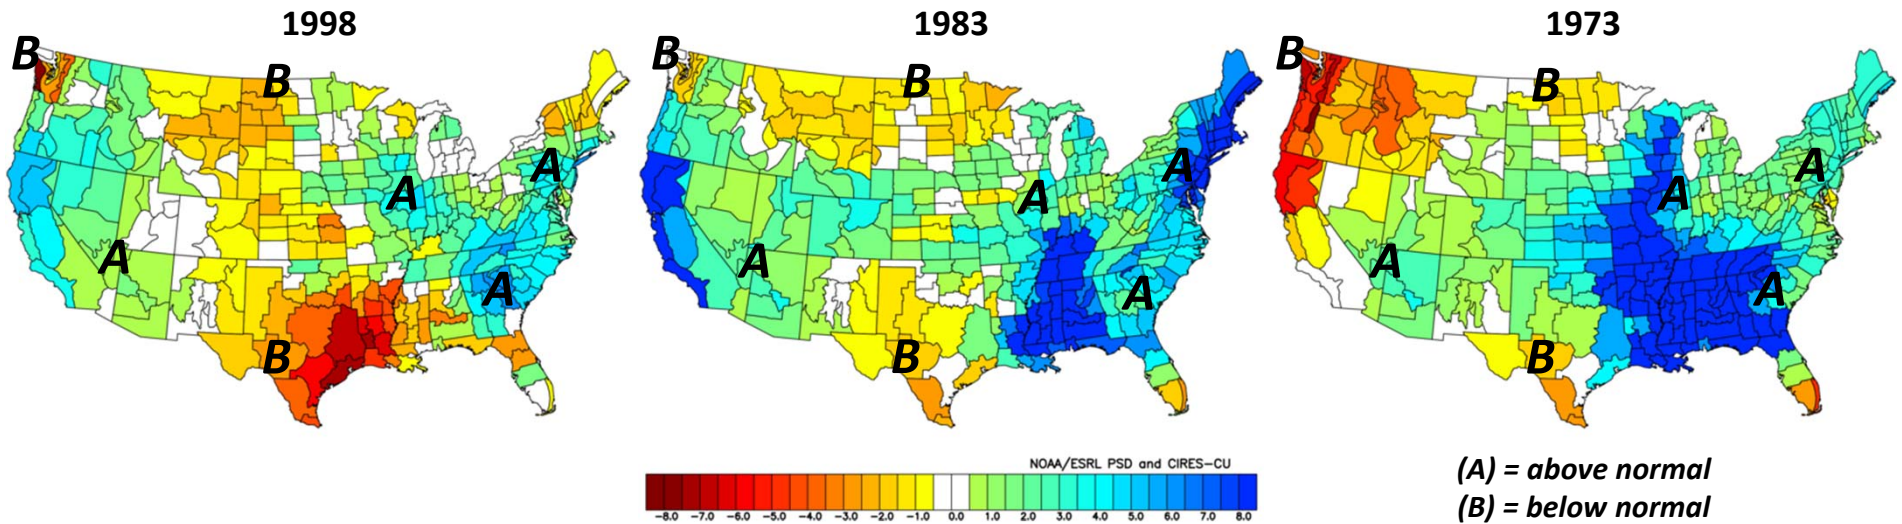 1998 1983 1973
B B A A A A B
B B A A A A B
B B A A A A B
NOAA/ESRL PSD and CIRES-CU
-8.0 -7.0 -6.0 -5.0 -4.0 -3.0 -2.0 -1.0 0.0 1.0 2.0 3.0 4.0 5.0 6.0 7.0 8.0
(A) = above normal
(B) = below normal